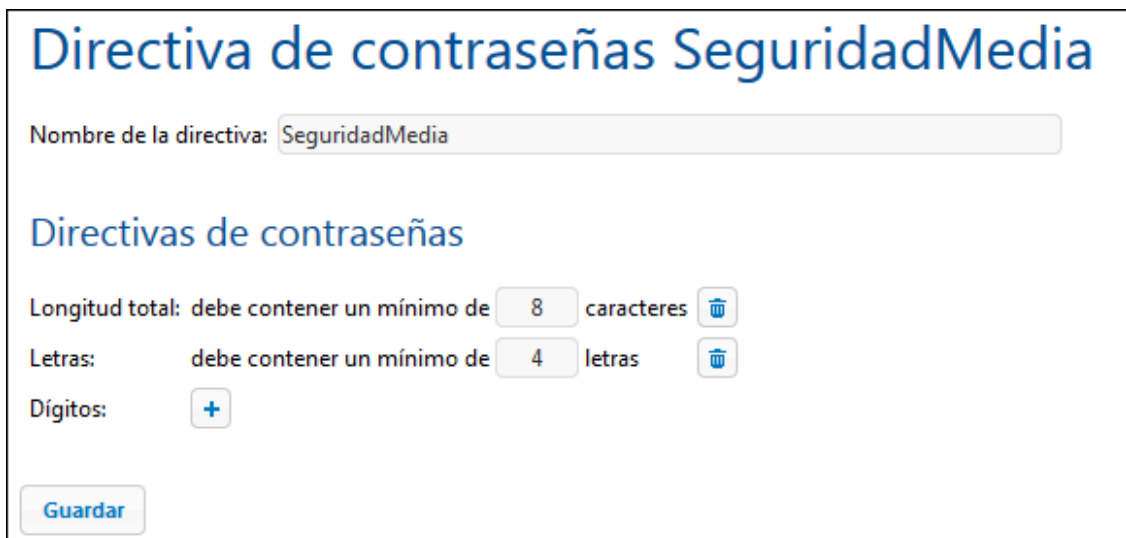 Directiva de contraseñas SeguridadMedia
Nombre de la directiva: SeguridadMedia
Directivas de contraseñas
Longitud total: debe contener un mínimo de 8 caracteres
Letras: debe contener un mínimo de 4 letras
Dígitos: +
Guardar